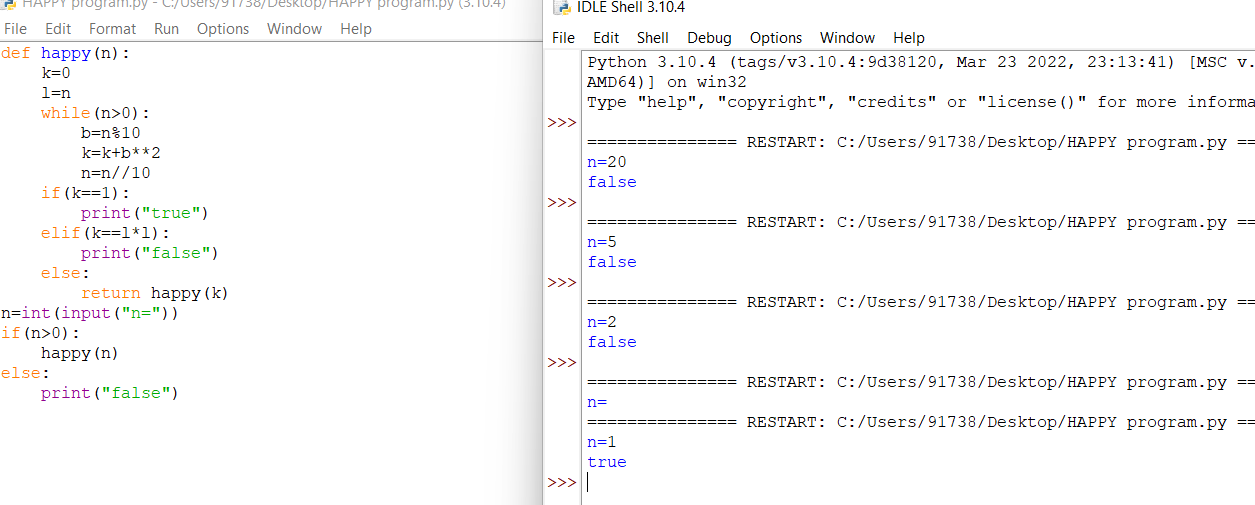 HAPPY program.py - C:/Users/91738/Desktop/HAPPY program.py (3.10.4)
File Edit Format Run Options Window Help
def happy(n):
    k=0
    l=n
    while(n>0):
        b=n%10
        k=k+b**2
        n=n//10
    if(k==1):
        print("true")
    elif(k==l*l):
        print("false")
    else:
        return happy(k)
n=int(input("n="))
if(n>0):
    happy(n)
else:
    print("false")
IDLE Shell 3.10.4
File Edit Shell Debug Options Window Help
Python 3.10.4 (tags/v3.10.4:9d38120, Mar 23 2022, 23:13:41) [MSC v.
AMD64)] on win32
Type "help", "copyright", "credits" or "license()" for more informa
>>>
=============== RESTART: C:/Users/91738/Desktop/HAPPY program.py ==
n=20
false
>>>
=============== RESTART: C:/Users/91738/Desktop/HAPPY program.py ==
n=5
false
>>>
=============== RESTART: C:/Users/91738/Desktop/HAPPY program.py ==
n=2
false
>>>
=============== RESTART: C:/Users/91738/Desktop/HAPPY program.py ==
n=
=============== RESTART: C:/Users/91738/Desktop/HAPPY program.py ==
n=1
true
>>>